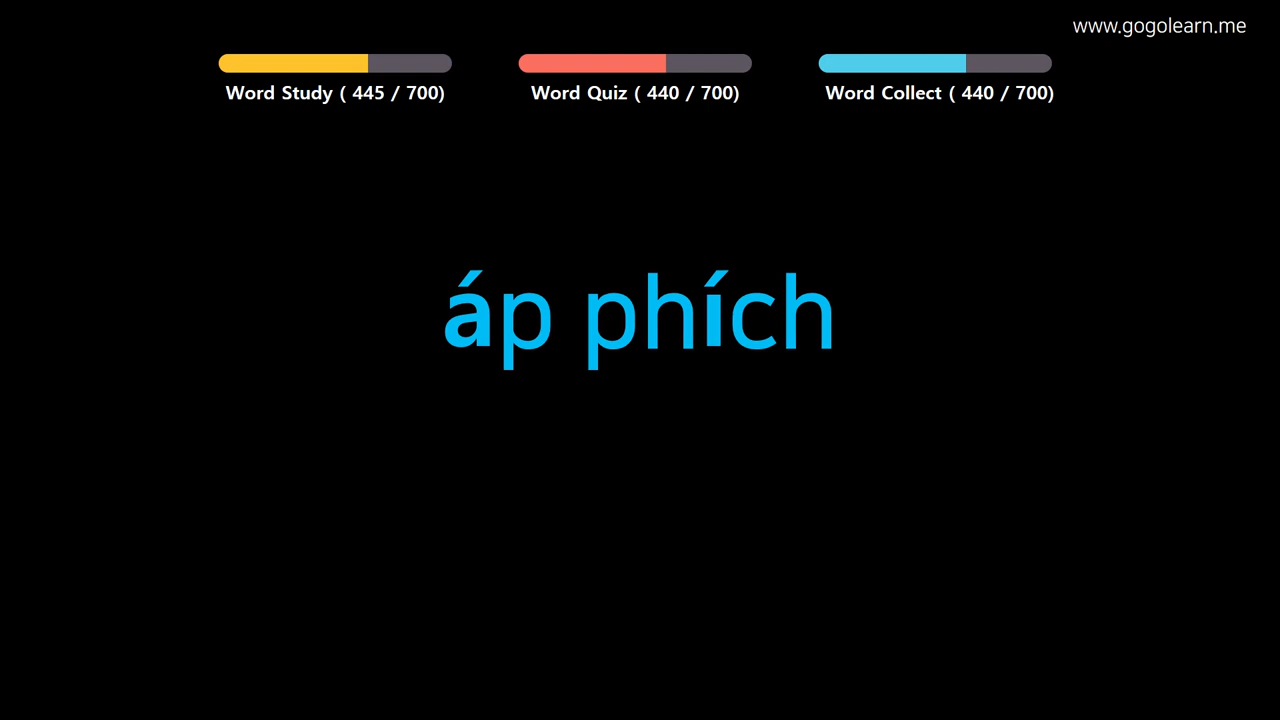 www.gogolearn.me
Word Study ( 445 / 700)
Word Quiz ( 440 / 700)
Word Collect ( 440 / 700)
áp phích